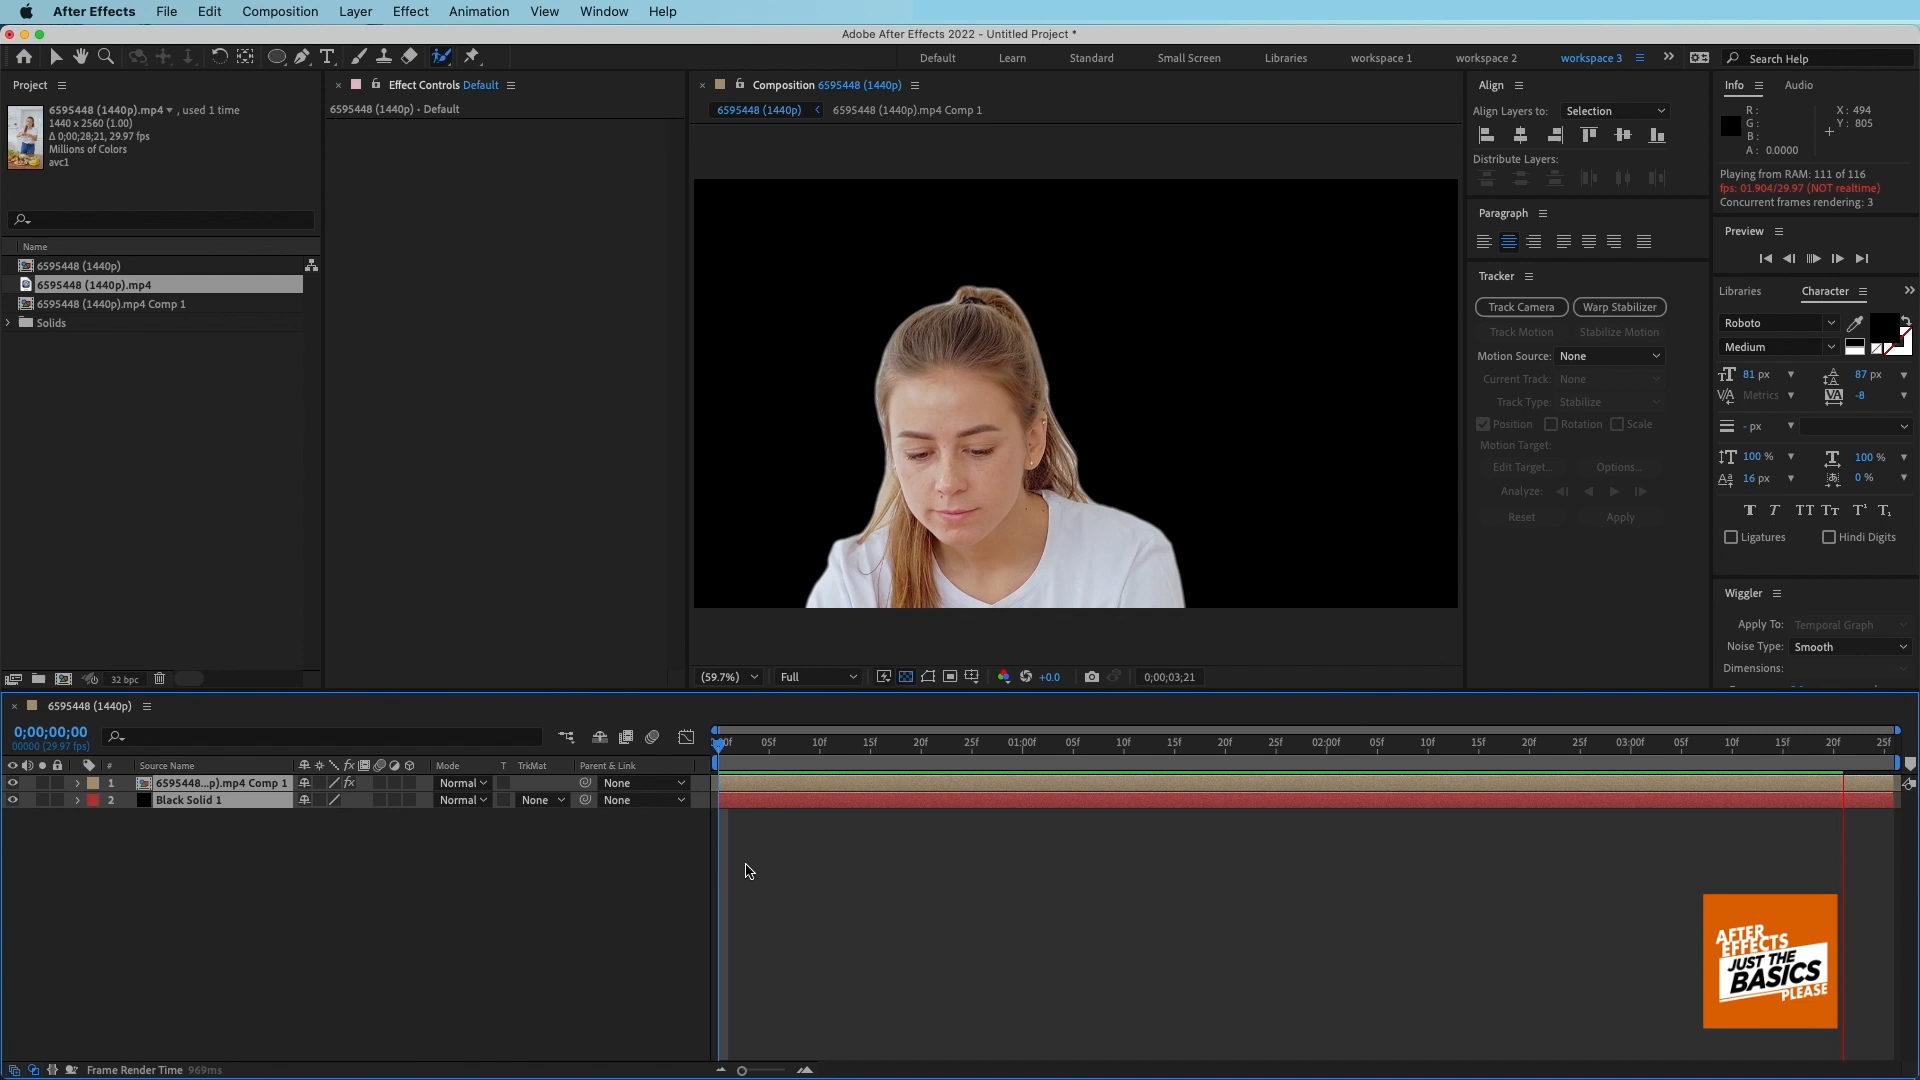 After Effects File Edit Composition Layer Effect Animation View Window Help
Adobe After Effects 2022 - Untitled Project *
Default Learn Standard Small Screen Libraries workspace 1 workspace 2 workspace 3 Search Help
Project
6595448 (1440p).mp4 , used 1 time
1440 x 2560 (1.00)
Δ 0;00;28;21, 29.97 fps
Millions of Colors
avc1
Name
6595448 (1440p)
6595448 (1440p).mp4
6595448 (1440p).mp4 Comp 1
Solids
32 bpc
Effect Controls Default
6595448 (1440p) • Default
Composition 6595448 (1440p)
6595448 (1440p) 6595448 (1440p).mp4 Comp 1
(59.7%) Full +0.0 0;00;03;21
Align
Align Layers to: Selection
Distribute Layers:
Paragraph
Tracker
Track Camera Warp Stabilizer
Track Motion Stabilize Motion
Motion Source: None
Current Track: None
Track Type: Stabilize
Position Rotation Scale
Motion Target:
Edit Target... Options...
Analyze:
Reset Apply
Info Audio
R : X : 494
G : Y : 805
B :
A : 0.0000
Playing from RAM: 111 of 116
fps: 01.904/29.97 (NOT realtime)
Concurrent frames rendering: 3
Preview
Libraries Character
Roboto
Medium
81 px 87 px
Metrics -8
- px
100 % 100 %
16 px 0 %
T T TT Tt T' T,
Ligatures Hindi Digits
Wiggler
Apply To: Temporal Graph
Noise Type: Smooth
Dimensions:
6595448 (1440p)
0;00;00;00
00000 (29.97 fps)
:00f 05f 10f 15f 20f 25f 01:00f 05f 10f 15f 20f 25f 02:00f 05f 10f 15f 20f 25f 03:00f 05f 10f 15f 20f 25f
# Source Name Mode T TrkMat Parent & Link
1 6595448...p).mp4 Comp 1 Normal None
2 Black Solid 1 Normal None None
AFTER
EFFECTS
JUST THE
BASICS
PLEASE
Frame Render Time 969ms